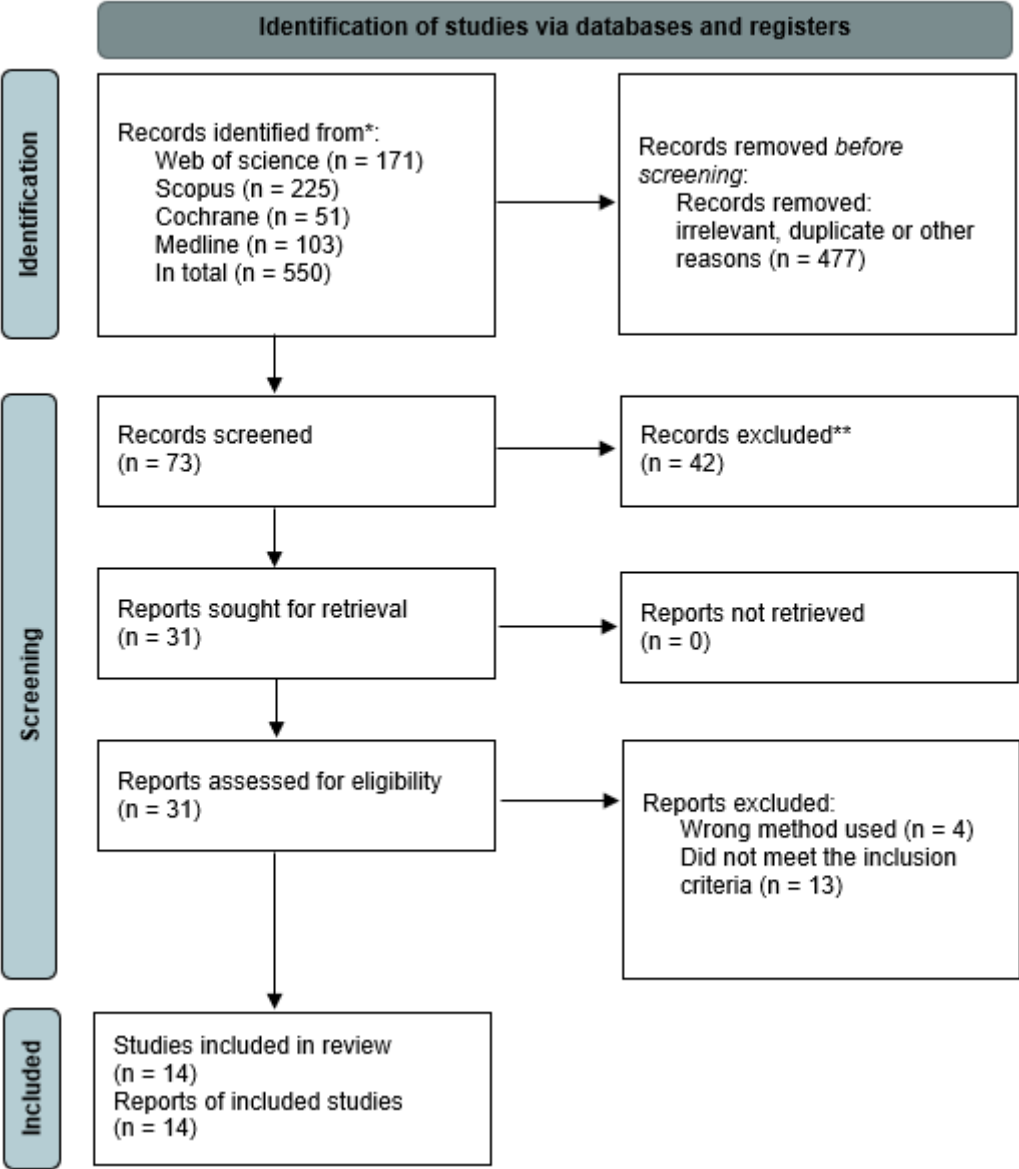 Identification of studies via databases and registers
Identification
Records identified from*:
Web of science (n = 171)
Scopus (n = 225)
Cochrane (n = 51)
Medline (n = 103)
In total (n = 550)
Records removed before
screening:
Records removed:
irrelevant, duplicate or other
reasons (n = 477)
Screening
Records screened
(n = 73)
Records excluded**
(n = 42)
Reports sought for retrieval
(n = 31)
Reports not retrieved
(n = 0)
Reports assessed for eligibility
(n = 31)
Reports excluded:
Wrong method used (n = 4)
Did not meet the inclusion
criteria (n = 13)
Included
Studies included in review
(n = 14)
Reports of included studies
(n = 14)